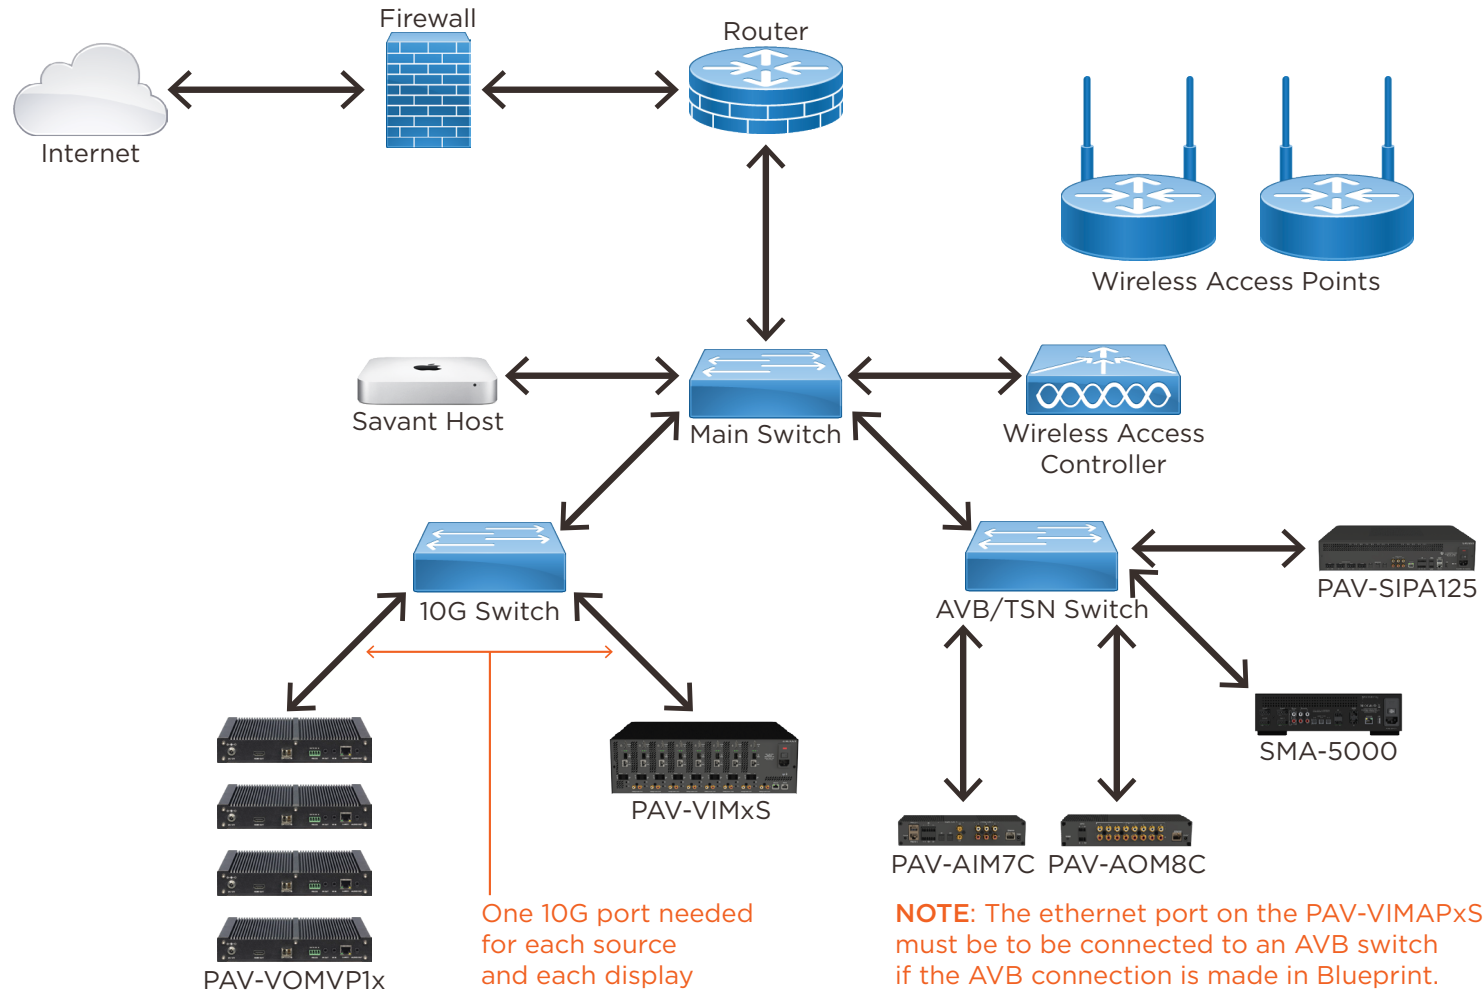 Firewall
Router
Internet
Wireless Access Points
Savant Host
Main Switch
Wireless Access
Controller
10G Switch
AVB/TSN Switch
PAV-SIPA125
SMA-5000
PAV-VIMxS
PAV-AIM7C
PAV-AOM8C
PAV-VOMVP1x
One 10G port needed
for each source
and each display
NOTE: The ethernet port on the PAV-VIMAPxS
must be to be connected to an AVB switch
if the AVB connection is made in Blueprint.